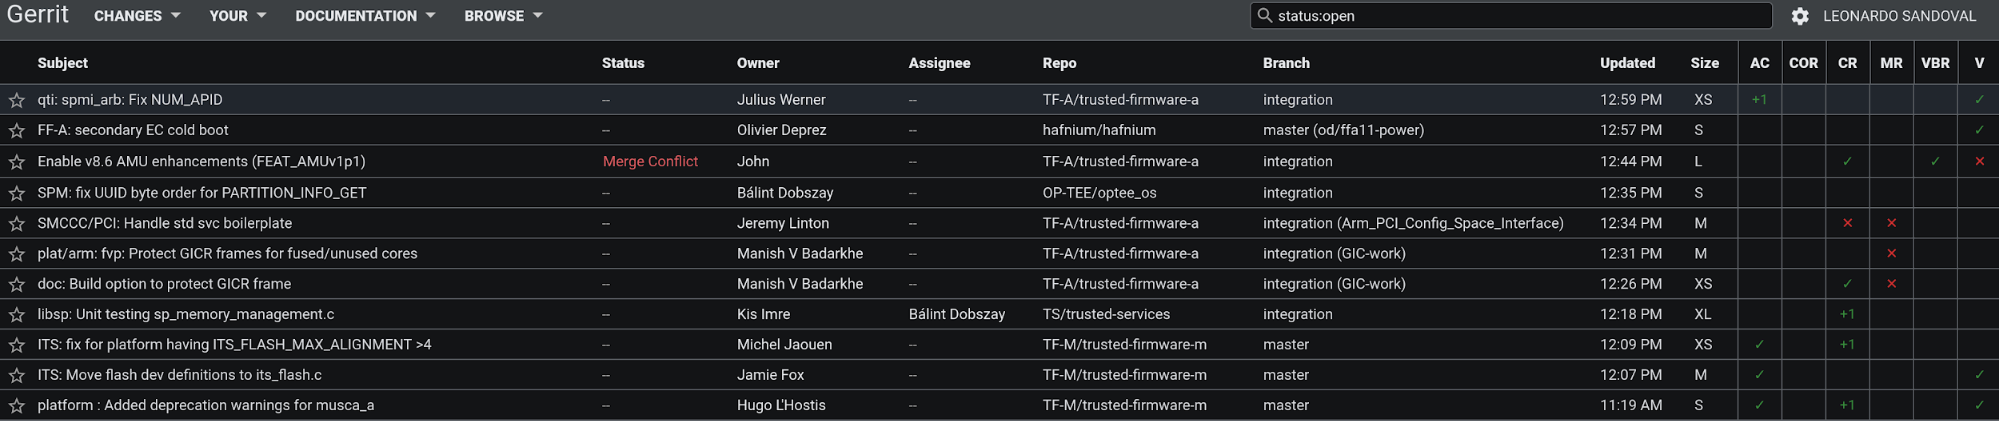 Gerrit CHANGES YOUR DOCUMENTATION BROWSE status:open LEONARDO SANDOVAL
Subject Status Owner Assignee Repo Branch Updated Size AC COR CR MR VBR V
qti: spmi_arb: Fix NUM_APID -- Julius Werner -- TF-A/trusted-firmware-a integration 12:59 PM XS +1 ✓
FF-A: secondary EC cold boot -- Olivier Deprez -- hafnium/hafnium master (od/ffa11-power) 12:57 PM S ✓
Enable v8.6 AMU enhancements (FEAT_AMUv1p1) Merge Conflict John -- TF-A/trusted-firmware-a integration 12:44 PM L ✓ ✓ ✕
SPM: fix UUID byte order for PARTITION_INFO_GET -- Bálint Dobszay -- OP-TEE/optee_os integration 12:35 PM S
SMCCC/PCI: Handle std svc boilerplate -- Jeremy Linton -- TF-A/trusted-firmware-a integration (Arm_PCI_Config_Space_Interface) 12:34 PM M ✕ ✕
plat/arm: fvp: Protect GICR frames for fused/unused cores -- Manish V Badarkhe -- TF-A/trusted-firmware-a integration (GIC-work) 12:31 PM M ✕
doc: Build option to protect GICR frame -- Manish V Badarkhe -- TF-A/trusted-firmware-a integration (GIC-work) 12:26 PM XS ✓ ✕
libsp: Unit testing sp_memory_management.c -- Kis Imre Bálint Dobszay TS/trusted-services integration 12:18 PM XL +1
ITS: fix for platform having ITS_FLASH_MAX_ALIGNMENT >4 -- Michel Jaouen -- TF-M/trusted-firmware-m master 12:09 PM XS ✓ +1
ITS: Move flash dev definitions to its_flash.c -- Jamie Fox -- TF-M/trusted-firmware-m master 12:07 PM M ✓ ✓
platform : Added deprecation warnings for musca_a -- Hugo L'Hostis -- TF-M/trusted-firmware-m master 11:19 AM S ✓ +1 ✓